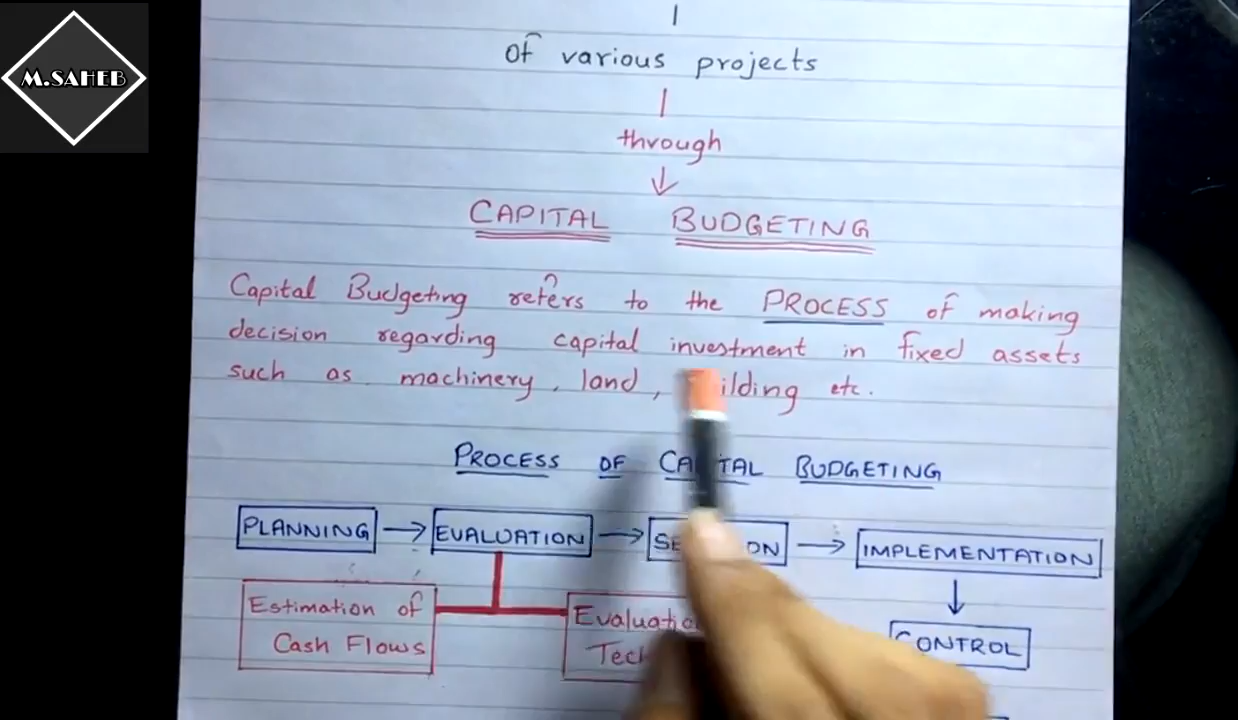 M.SAHEB
of various projects
through
CAPITAL BUDGETING
Capital Budgeting refers to the PROCESS of making
decision regarding capital investment in fixed assets
such as machinery, land, etc.
PROCESS OF BUDGETING
PLANNING EVALUATION IMPLEMENTATION
Estimation of
Cash Flows
CONTROL